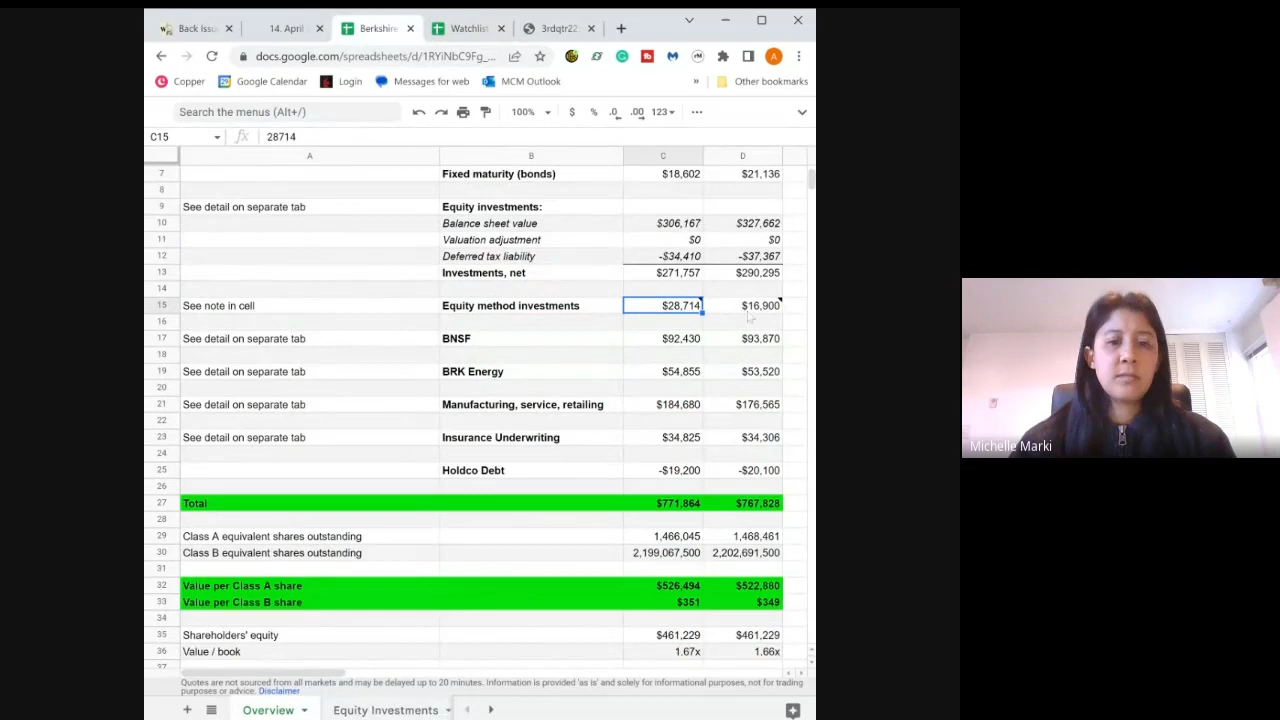 Back Issu
14. April
Berkshire
Watchlist
3rdqtr22.
docs.google.com/spreadsheets/d/1RYiNbC9Fg_...
Copper Google Calendar Login Messages for web MCM Outlook » Other bookmarks
Search the menus (Alt+/) 100% $ % .0 .00 123
C15 fx 28714
A B C D
7 Fixed maturity (bonds) $18,602 $21,136
8
9 See detail on separate tab Equity investments:
10 Balance sheet value $306,167 $327,662
11 Valuation adjustment $0 $0
12 Deferred tax liability -$34,410 -$37,367
13 Investments, net $271,757 $290,295
14
15 See note in cell Equity method investments $28,714 $16,900
16
17 See detail on separate tab BNSF $92,430 $93,870
18
19 See detail on separate tab BRK Energy $54,855 $53,520
20
21 See detail on separate tab Manufacturing, service, retailing $184,680 $176,565
22
23 See detail on separate tab Insurance Underwriting $34,825 $34,306
24
25 Holdco Debt -$19,200 -$20,100
26
27 Total $771,864 $767,828
28
29 Class A equivalent shares outstanding 1,466,045 1,468,461
30 Class B equivalent shares outstanding 2,199,067,500 2,202,691,500
31
32 Value per Class A share $526,494 $522,880
33 Value per Class B share $351 $349
34
35 Shareholders' equity $461,229 $461,229
36 Value / book 1.67x 1.66x
37
Quotes are not sourced from all markets and may be delayed up to 20 minutes. Information is provided 'as is' and solely for informational purposes, not for trading
purposes or advice. Disclaimer
Overview Equity Investments
Michelle Marki